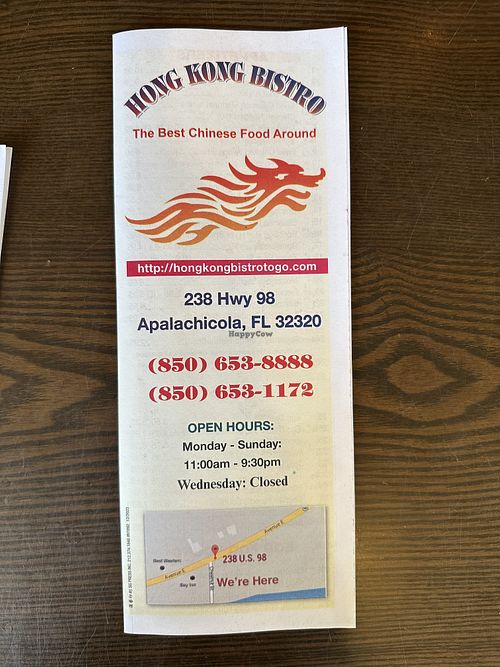 HONG KONG BISTRO
The Best Chinese Food Around
http://hongkongbistrotogo.com
238 Hwy 98
Apalachicola, FL 32320
HappyCow
(850) 653-8888
(850) 653-1172
OPEN HOURS:
Monday - Sunday:
11:00am - 9:30pm
Wednesday: Closed
Avenue E
Best Western
238 U.S. 98
Avenue E
Bay Inn
We're Here